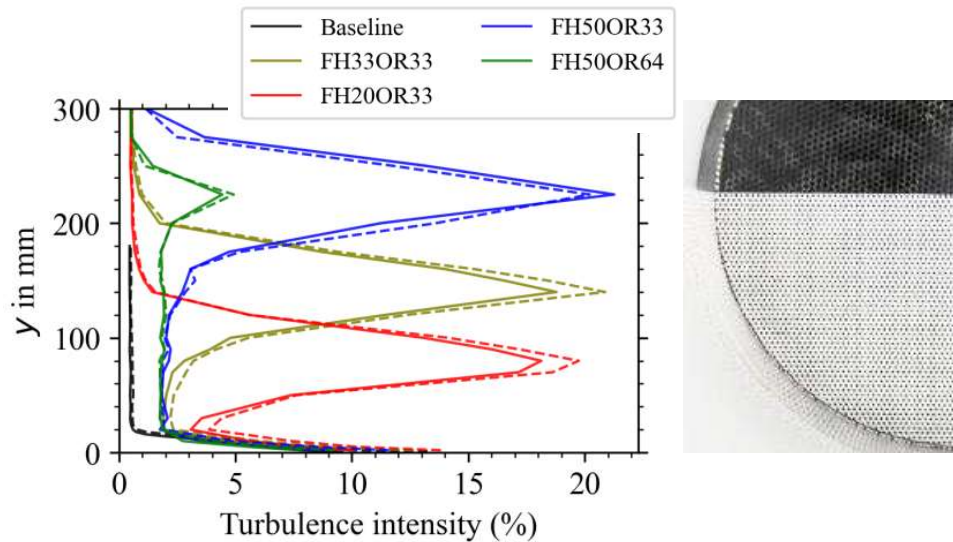 Baseline
FH33OR33
FH20OR33
FH50OR33
FH50OR64
300
200
100
0
y in mm
0 5 10 15 20
Turbulence intensity (%)